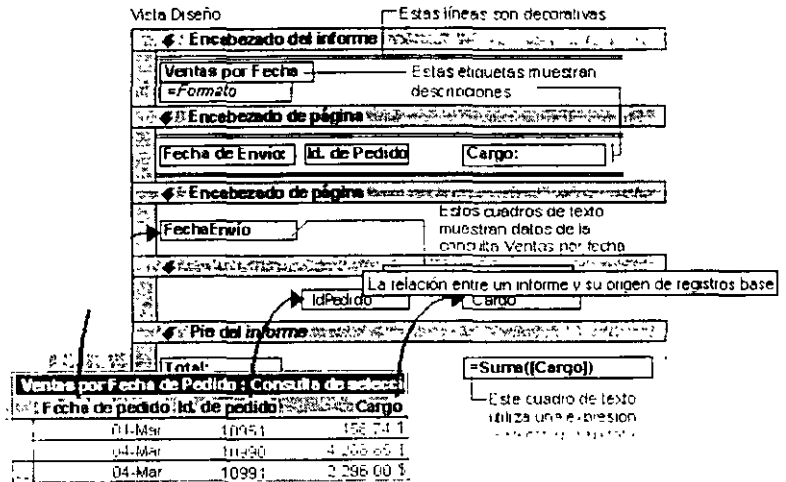 Vista Diseño
Estas líneas son decorativas
Encabezado del informe
Ventas por Fecha
Estas etiquetas muestran
descripciones
=Formato
Encabezado de página
Fecha de Envio:
Id. de Pedido
Cargo:
Encabezado de página
FechaEnvío
Estos cuadros de texto
muestran datos de la
consulta Ventas por fecha
La relación entre un informe y su origen de registros base
IdPedido
Cargo
Pie del informe
Total:
=Suma([Cargo])
Ventas por Fecha de Pedido : Consulta de selecci
Fecha de pedido
Id. de pedido
Cargo
Este cuadro de texto
utiliza una expresión
04-Mar
04-Mar 10990
04-Mar 10991 2 296 00 $